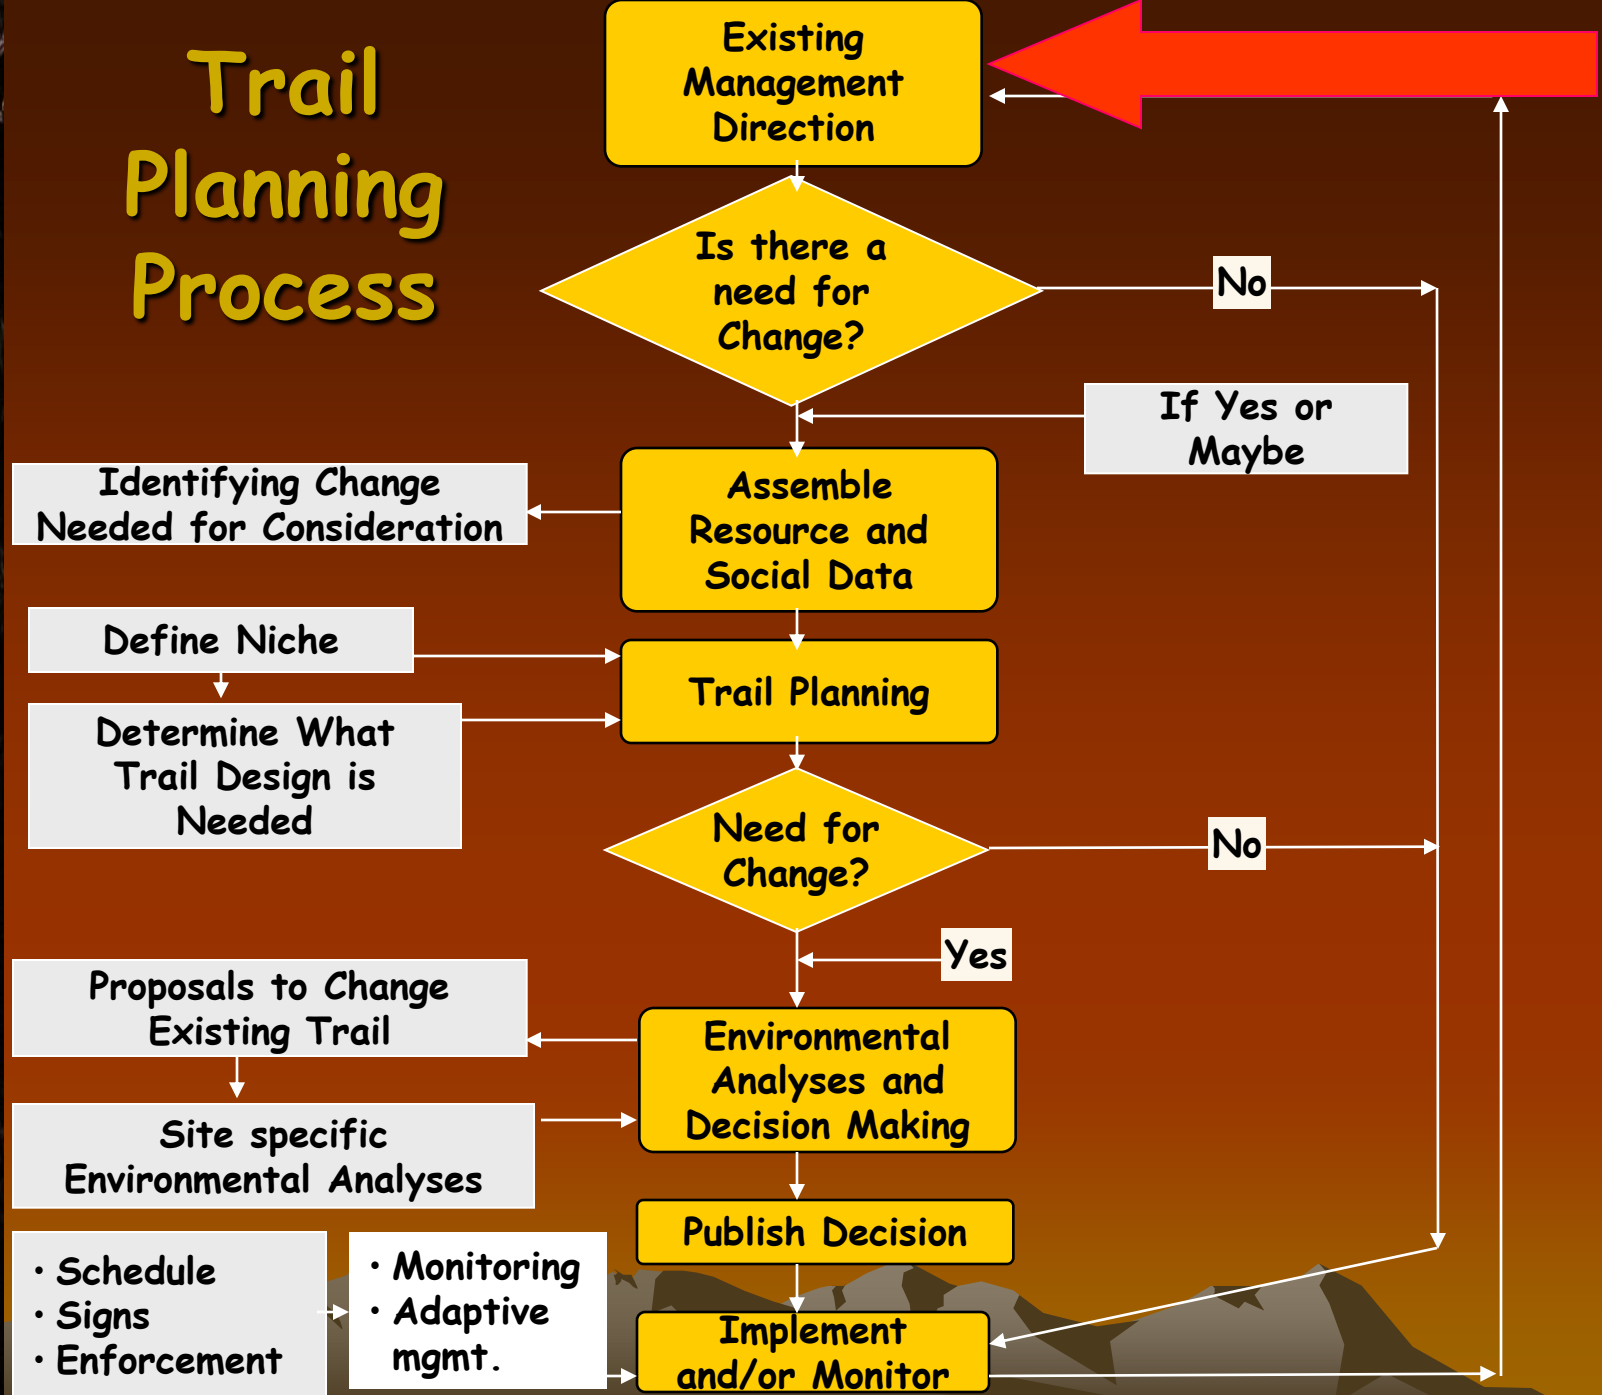 Trail
Planning
Process
Existing
Management
Direction
Is there a
need for
Change?
No
If Yes or
Maybe
Identifying Change
Needed for Consideration
Assemble
Resource and
Social Data
Define Niche
Trail Planning
Determine What
Trail Design is
Needed
Need for
Change?
No
Yes
Proposals to Change
Existing Trail
Environmental
Analyses and
Decision Making
Site specific
Environmental Analyses
Publish Decision
• Schedule
• Signs
• Enforcement
• Monitoring
• Adaptive
mgmt.
Implement
and/or Monitor